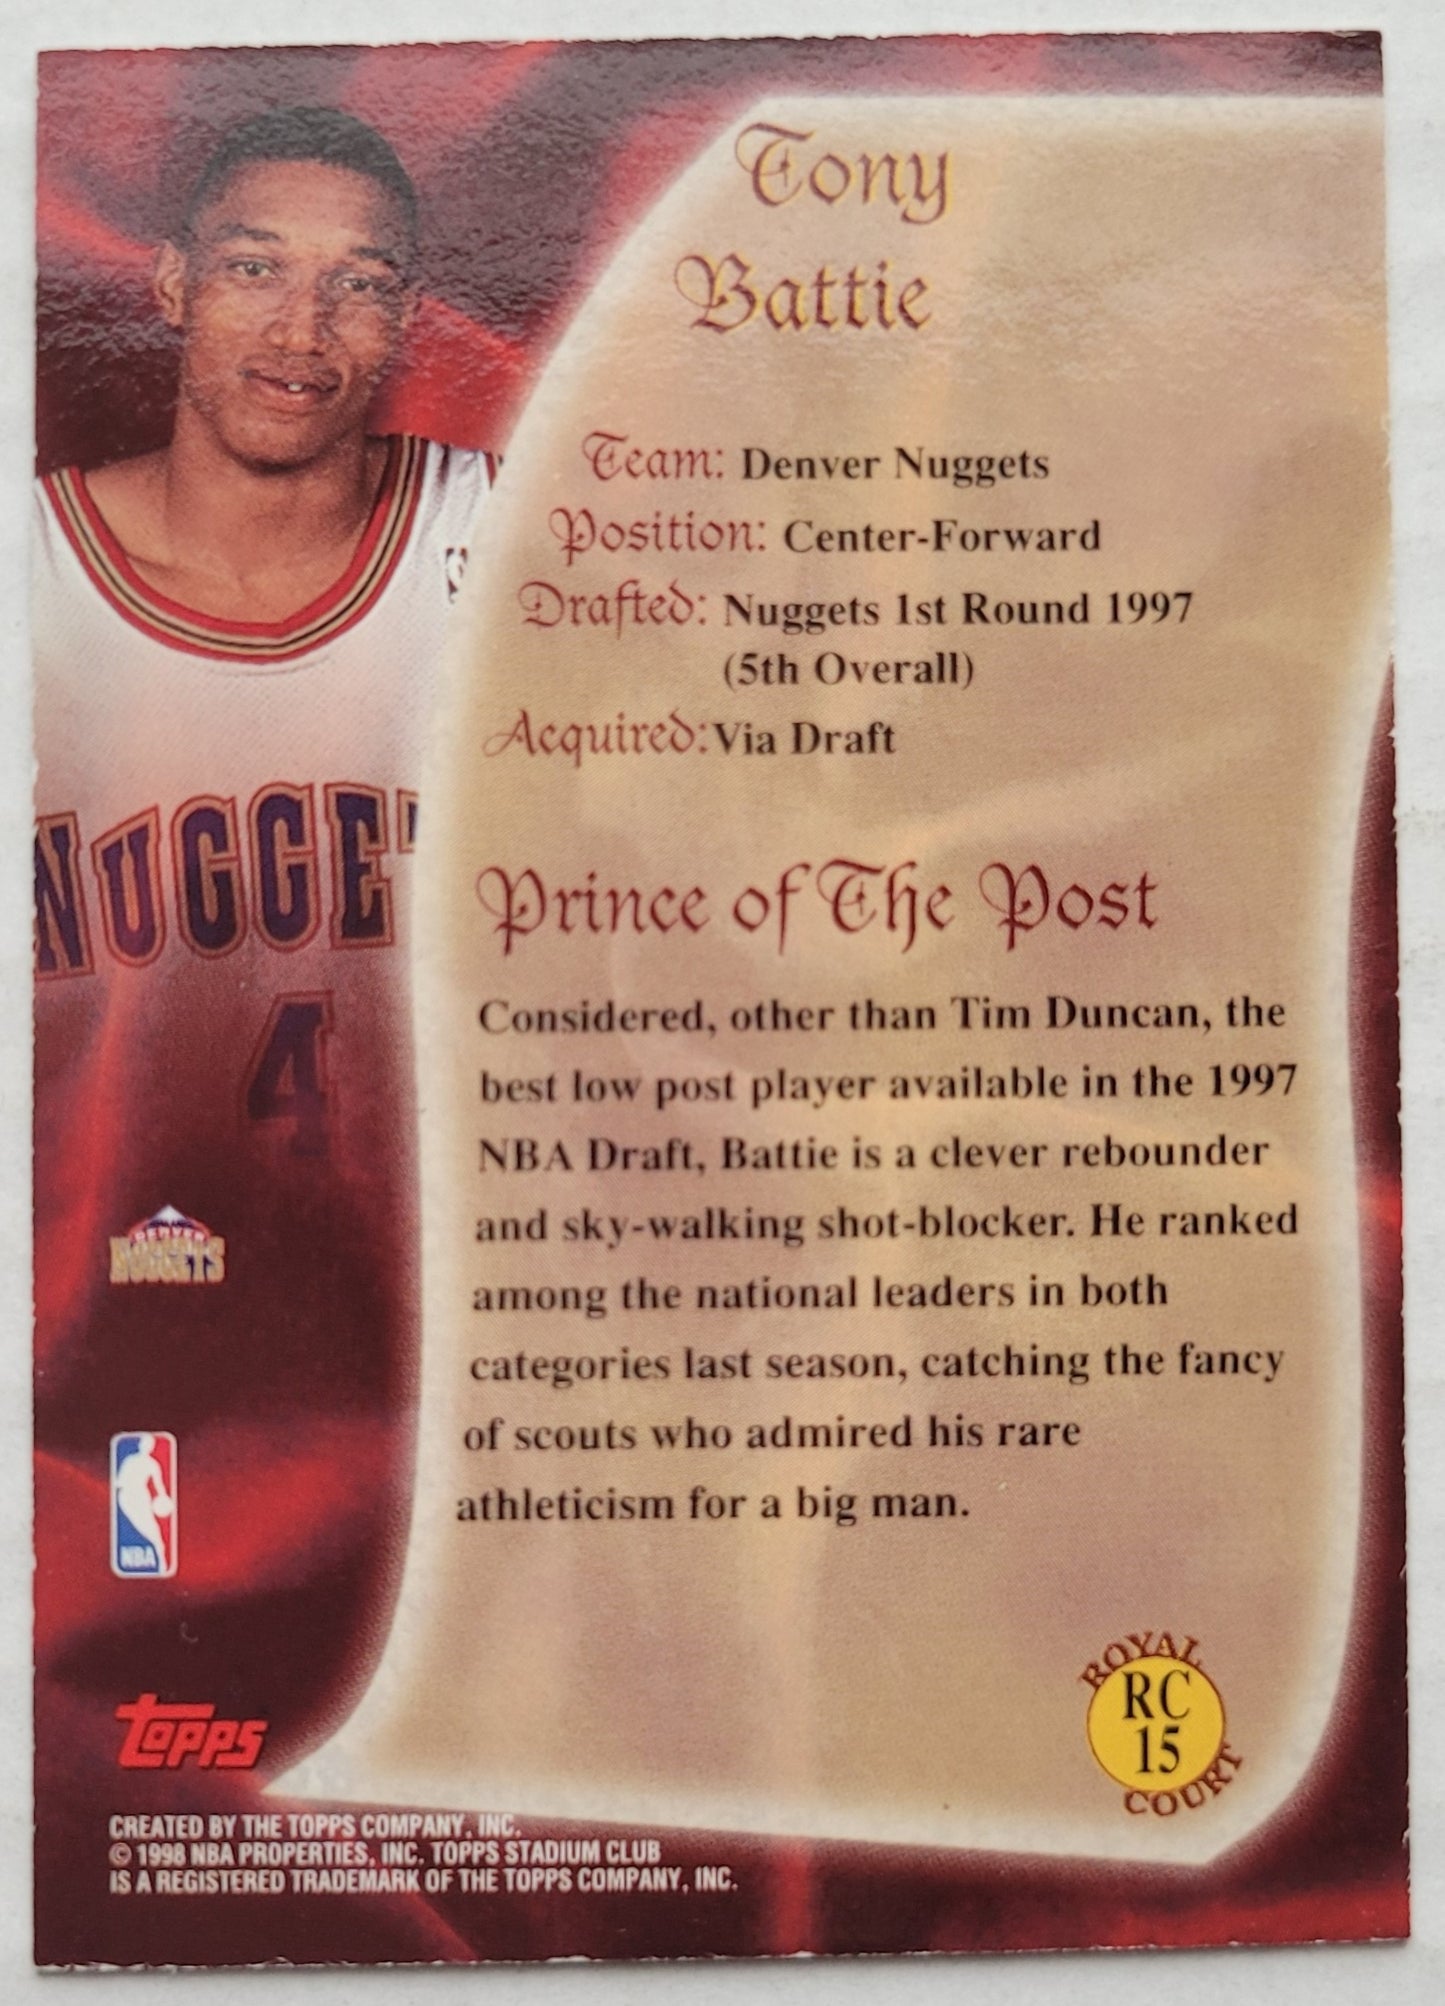 Tony
Battie
Team: Denver Nuggets
Position: Center-Forward
Drafted: Nuggets 1st Round 1997
(5th Overall)
Acquired: Via Draft
NUGGET
4
Prince of The Post
Considered, other than Tim Duncan, the
best low post player available in the 1997
NBA Draft, Battie is a clever rebounder
and sky-walking shot-blocker. He ranked
among the national leaders in both
categories last season, catching the fancy
of scouts who admired his rare
athleticism for a big man.
DENVER
NUGGETS
NBA
Topps
ROYAL
RC
15
COURT
CREATED BY THE TOPPS COMPANY, INC.
© 1998 NBA PROPERTIES, INC. TOPPS STADIUM CLUB
IS A REGISTERED TRADEMARK OF THE TOPPS COMPANY, INC.